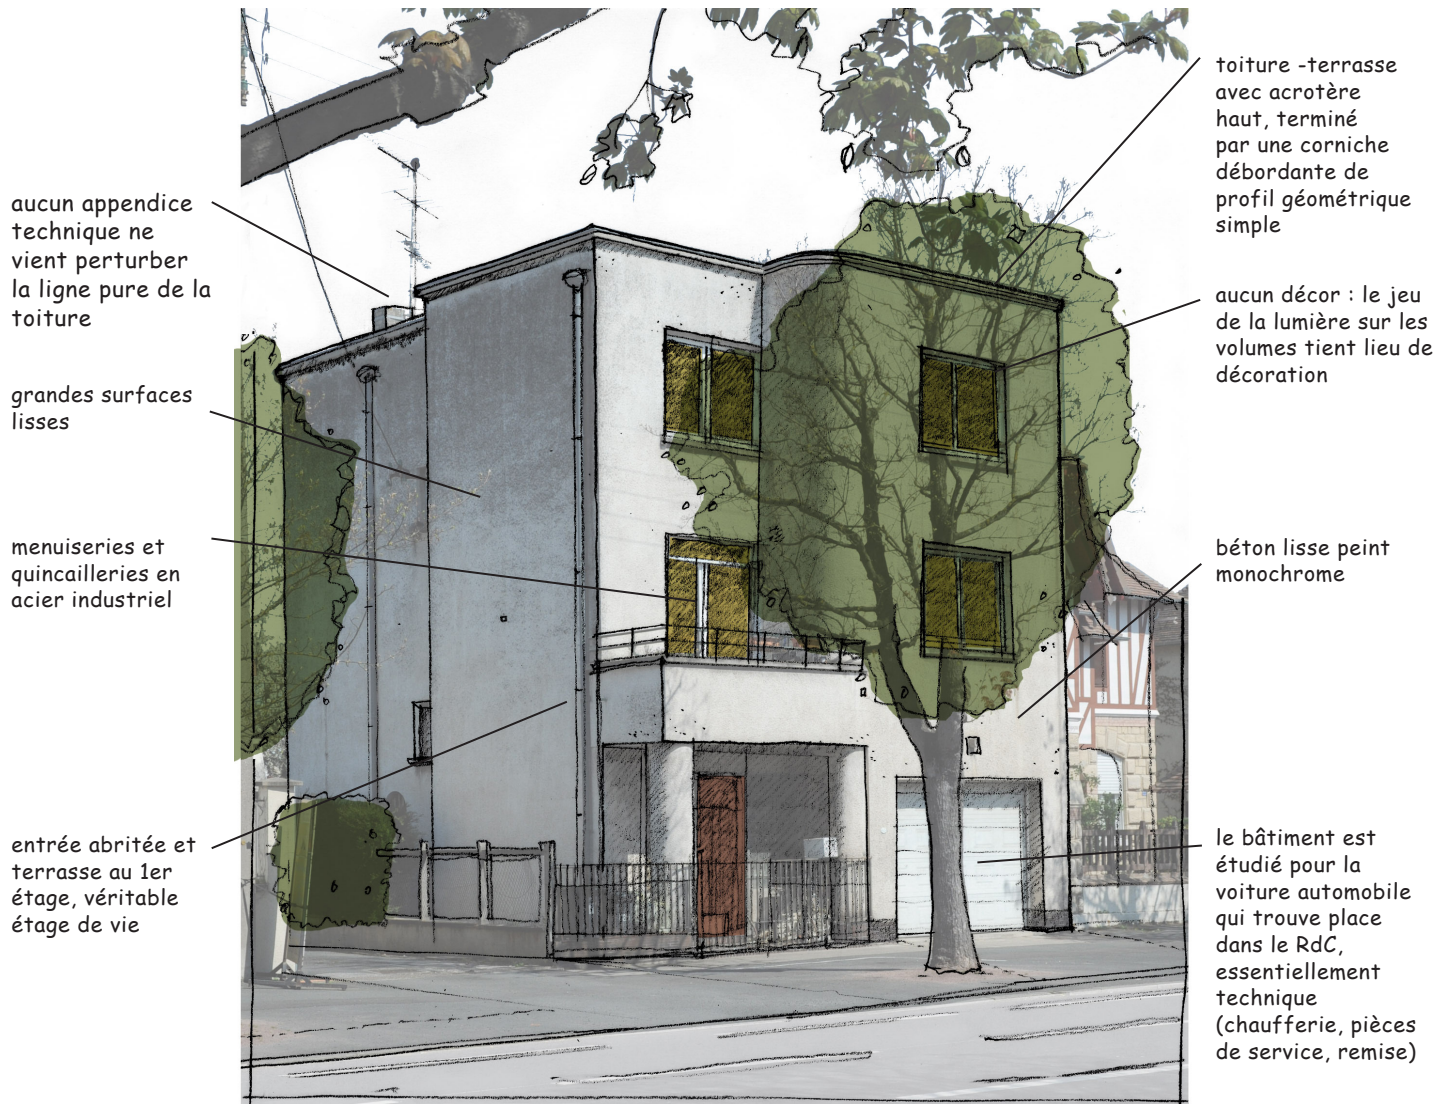 aucun appendice
technique ne
vient perturber
la ligne pure de la
toiture
grandes surfaces
lisses
menuiseries et
quincailleries en
acier industriel
entrée abritée et
terrasse au 1er
étage, véritable
étage de vie
toiture -terrasse
avec acrotère
haut, terminé
par une corniche
débordante de
profil géométrique
simple
aucun décor : le jeu
de la lumière sur les
volumes tient lieu de
décoration
béton lisse peint
monochrome
le bâtiment est
étudié pour la
voiture automobile
qui trouve place
dans le RdC,
essentiellement
technique
(chaufferie, pièces
de service, remise)